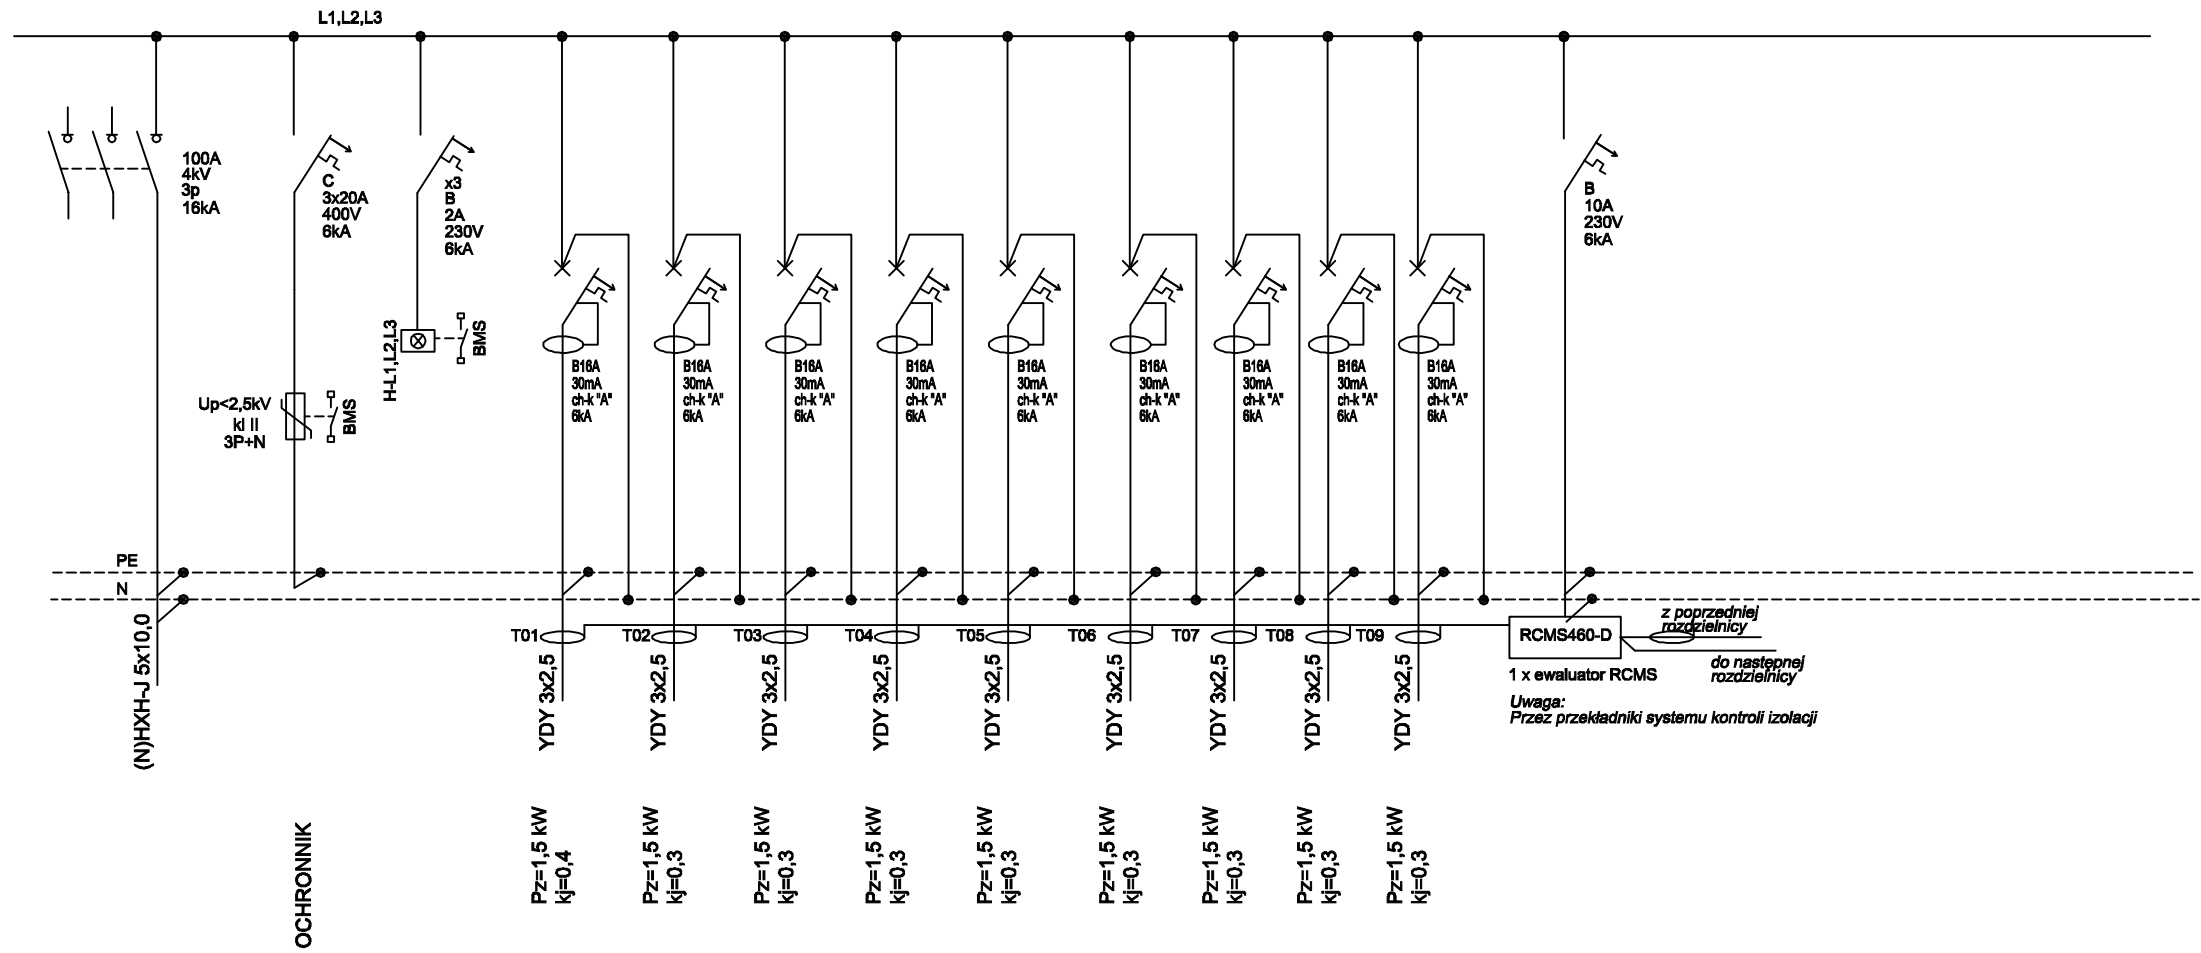 L1,L2,L3
100A
4kV
3p
16kA
C
3x20A
400V
6kA
x3
B
2A
230V
6kA
B
10A
230V
6kA
H-L1,L2,L3
BMS
Up<2,5kV
kl II
3P+N
BMS
B16A
30mA
ch-k "A"
6kA
B16A
30mA
ch-k "A"
6kA
B16A
30mA
ch-k "A"
6kA
B16A
30mA
ch-k "A"
6kA
B16A
30mA
ch-k "A"
6kA
B16A
30mA
ch-k "A"
6kA
B16A
30mA
ch-k "A"
6kA
B16A
30mA
ch-k "A"
6kA
B16A
30mA
ch-k "A"
6kA
PE
N
(N)HXH-J 5x10,0
T01
T02
T03
T04
T05
T06
T07
T08
T09
RCMS460-D
z poprzedniej
rozdzielnicy
do następnej
rozdzielnicy
1 x ewaluator RCMS
Uwaga:
Przez przekładniki systemu kontroli izolacji
YDY 3x2,5
YDY 3x2,5
YDY 3x2,5
YDY 3x2,5
YDY 3x2,5
YDY 3x2,5
YDY 3x2,5
YDY 3x2,5
YDY 3x2,5
OCHRONNIK
Pz=1,5 kW
kj=0,4
Pz=1,5 kW
kj=0,3
Pz=1,5 kW
kj=0,3
Pz=1,5 kW
kj=0,3
Pz=1,5 kW
kj=0,3
Pz=1,5 kW
kj=0,3
Pz=1,5 kW
kj=0,3
Pz=1,5 kW
kj=0,3
Pz=1,5 kW
kj=0,3